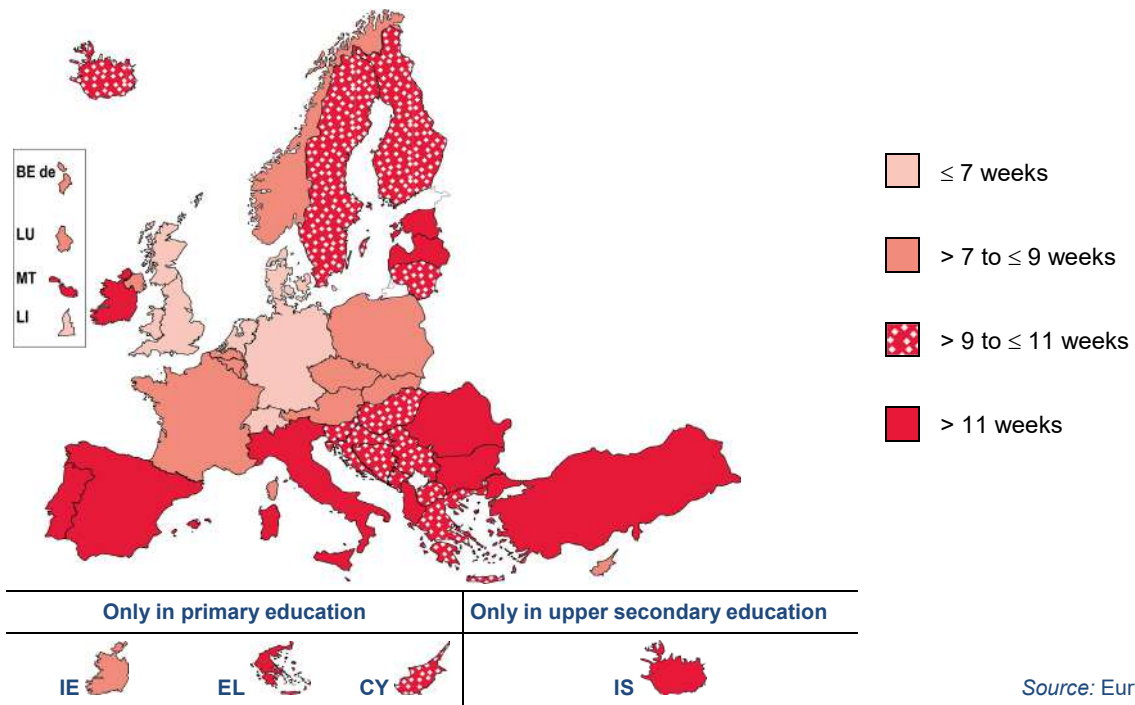 BE de
LU
MT
LI
≤ 7 weeks
> 7 to ≤ 9 weeks
> 9 to ≤ 11 weeks
> 11 weeks
Only in primary education
Only in upper secondary education
IE
EL
CY
IS
Source: Eur